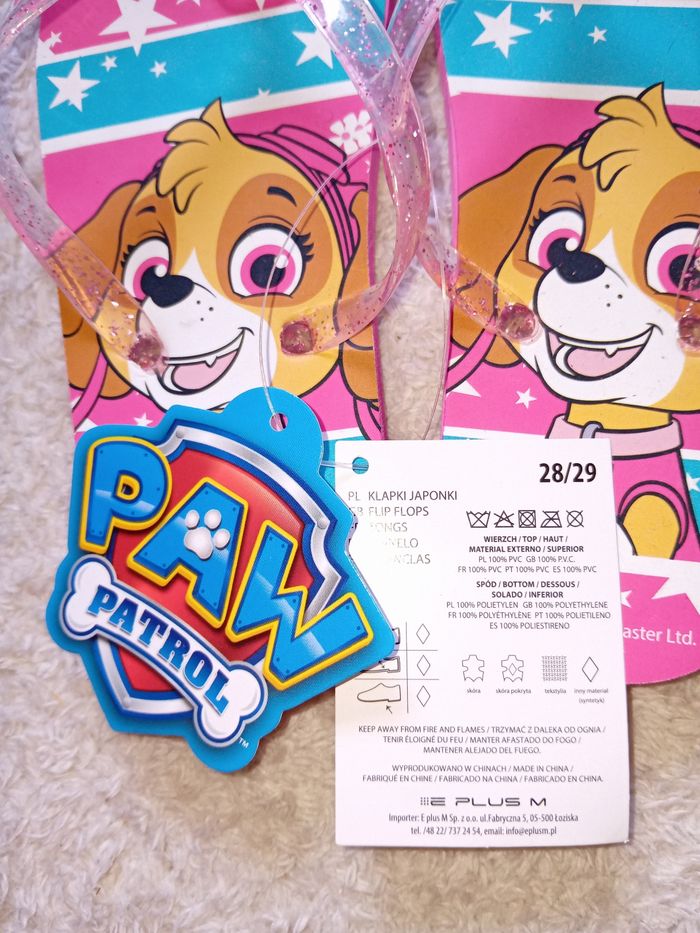 PAW
PATROL
TM
28/29
PL KLAPKI JAPONKI
GB FLIP FLOPS
WIERZCH / TOP / HAUT /
MATERIAL EXTERNO / SUPERIOR
PL 100% PVC GB 100% P.V.C.
FR 100% PVC PT 100% PVC ES 100% PVC
SPÓD / BOTTOM / DESSOUS /
SOLADO / INFERIOR
PL 100% POLIETYLEN GB 100% POLYETHYLENE
FR 100% POLYÉTHYLÈNE PT 100% POLIETILENO
ES 100% POLIESTIRENO
skóra
skóra pokryta
tekstylia
inny materiał
(syntetyk)
KEEP AWAY FROM FIRE AND FLAMES / TRZYMAĆ Z DALEKA OD OGNIA /
TENIR ÉLOIGNÉ DU FEU / MANTER AFASTADO DO FOGO /
MANTENER ALEJADO DEL FUEGO.
WYPRODUKOWANO W CHINACH / MADE IN CHINA /
FABRIQUÉ EN CHINE / FABRICADO NA CHINA / FABRICADO EN CHINA.
E PLUS M
Importer: E plus M Sp. z o.o. ul.Fabryczna 5, 05-500 Łoziska
tel. /48 22/ 737 24 54, email: info@eplusm.pl
aster Ltd.